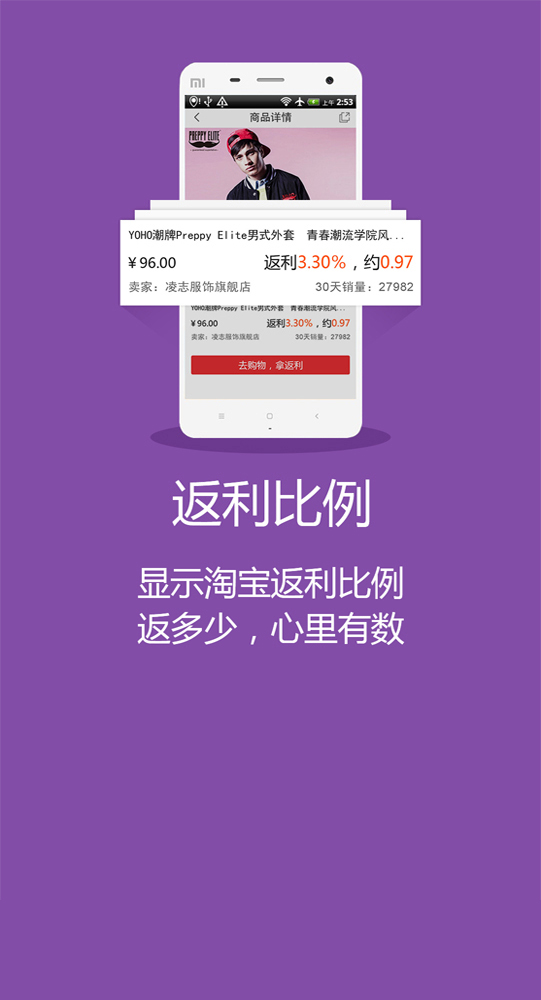 mi
上午 2:53
商品详情
PREPPY ELITE
YOHO潮牌Preppy Elite男式外套 青春潮流学院风...
¥ 96.00 返利3.30%，约0.97
卖家：凌志服饰旗舰店 30天销量：27982
YOHO潮牌Preppy Elite男式外套 青春潮流学院风...
¥ 96.00 返利3.30%，约0.97
卖家：凌志服饰旗舰店 30天销量：27982
去购物，拿返利
返利比例
显示淘宝返利比例
返多少，心里有数